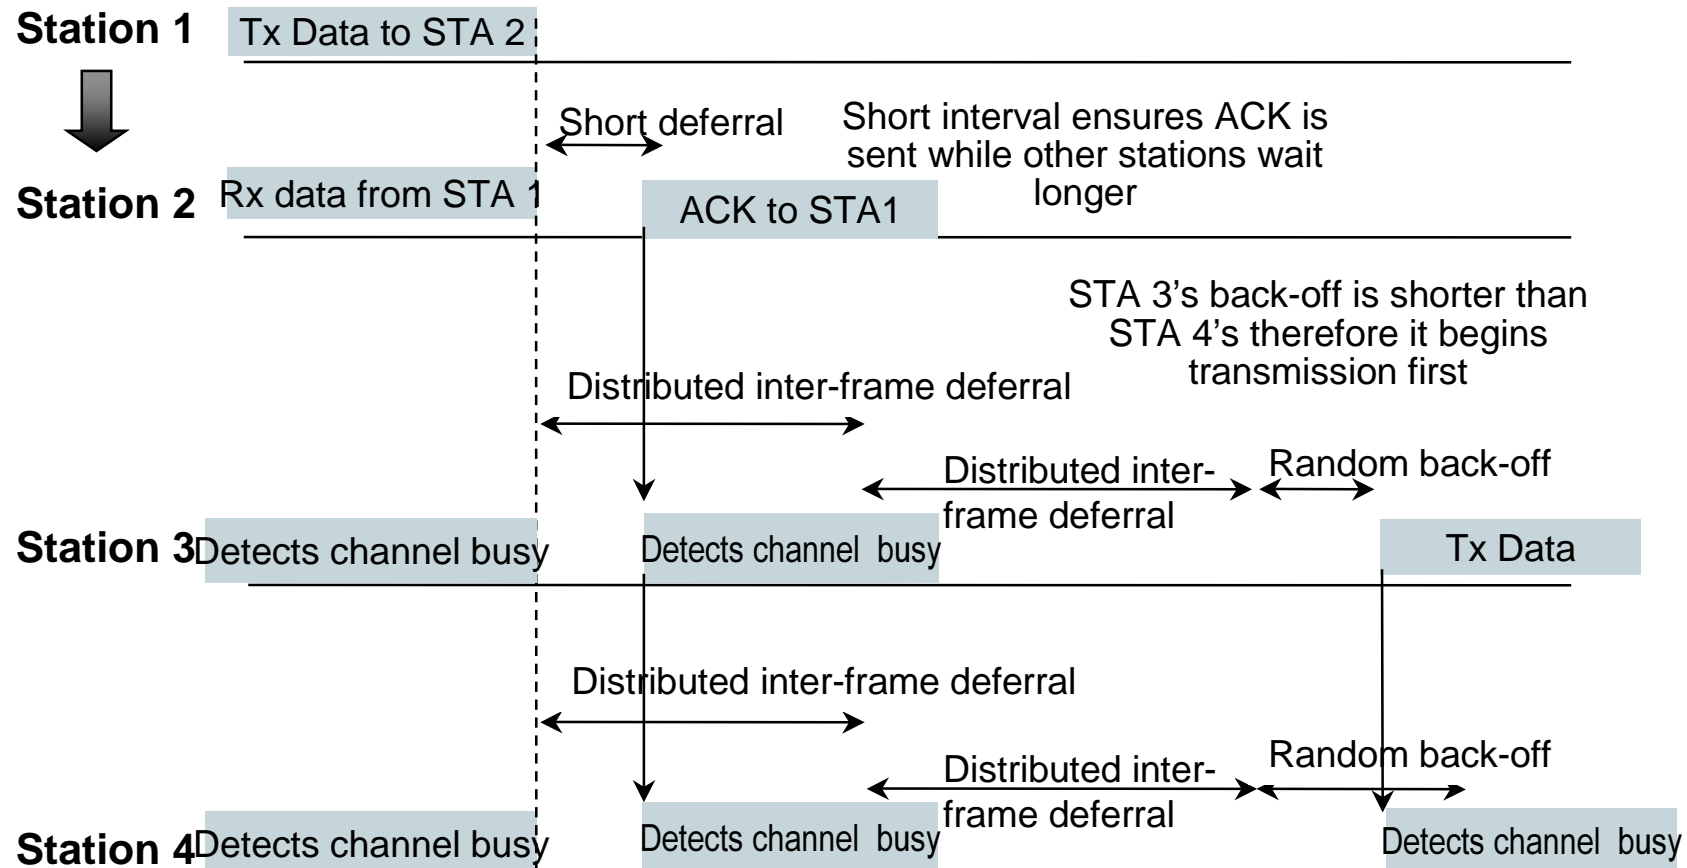 Station 1
Tx Data to STA 2
Short deferral
Short interval ensures ACK is
sent while other stations wait
longer
Station 2
Rx data from STA 1
ACK to STA1
STA 3’s back-off is shorter than
STA 4’s therefore it begins
transmission first
Distributed inter-frame deferral
Distributed inter-
frame deferral
Random back-off
Station 3
Detects channel busy
Detects channel busy
Tx Data
Distributed inter-frame deferral
Distributed inter-
frame deferral
Random back-off
Station 4
Detects channel busy
Detects channel busy
Detects channel busy